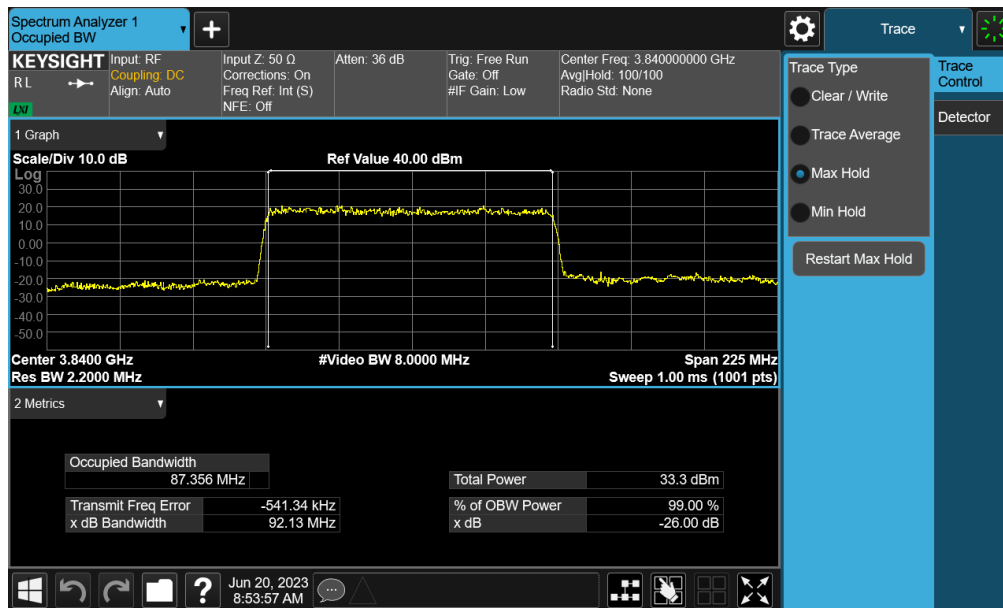 Spectrum Analyzer 1
Occupied BW
+
Trace
KEYSIGHT
R L
LXI
Input: RF
Coupling: DC
Align: Auto
Input Z: 50 Ω
Corrections: On
Freq Ref: Int (S)
NFE: Off
Atten: 36 dB
Trig: Free Run
Gate: Off
#IF Gain: Low
Center Freq: 3.840000000 GHz
Avg|Hold: 100/100
Radio Std: None
Trace Type
Clear / Write
Trace Average
Max Hold
Min Hold
Restart Max Hold
Trace
Control
Detector
1 Graph
Scale/Div 10.0 dB
Ref Value 40.00 dBm
Log
30.0
20.0
10.0
0.00
-10.0
-20.0
-30.0
-40.0
-50.0
Center 3.8400 GHz
#Video BW 8.0000 MHz
Span 225 MHz
Res BW 2.2000 MHz
Sweep 1.00 ms (1001 pts)
2 Metrics
Occupied Bandwidth
87.356 MHz
Total Power 33.3 dBm
Transmit Freq Error -541.34 kHz
% of OBW Power 99.00 %
x dB Bandwidth 92.13 MHz
x dB -26.00 dB
?
Jun 20, 2023
8:53:57 AM